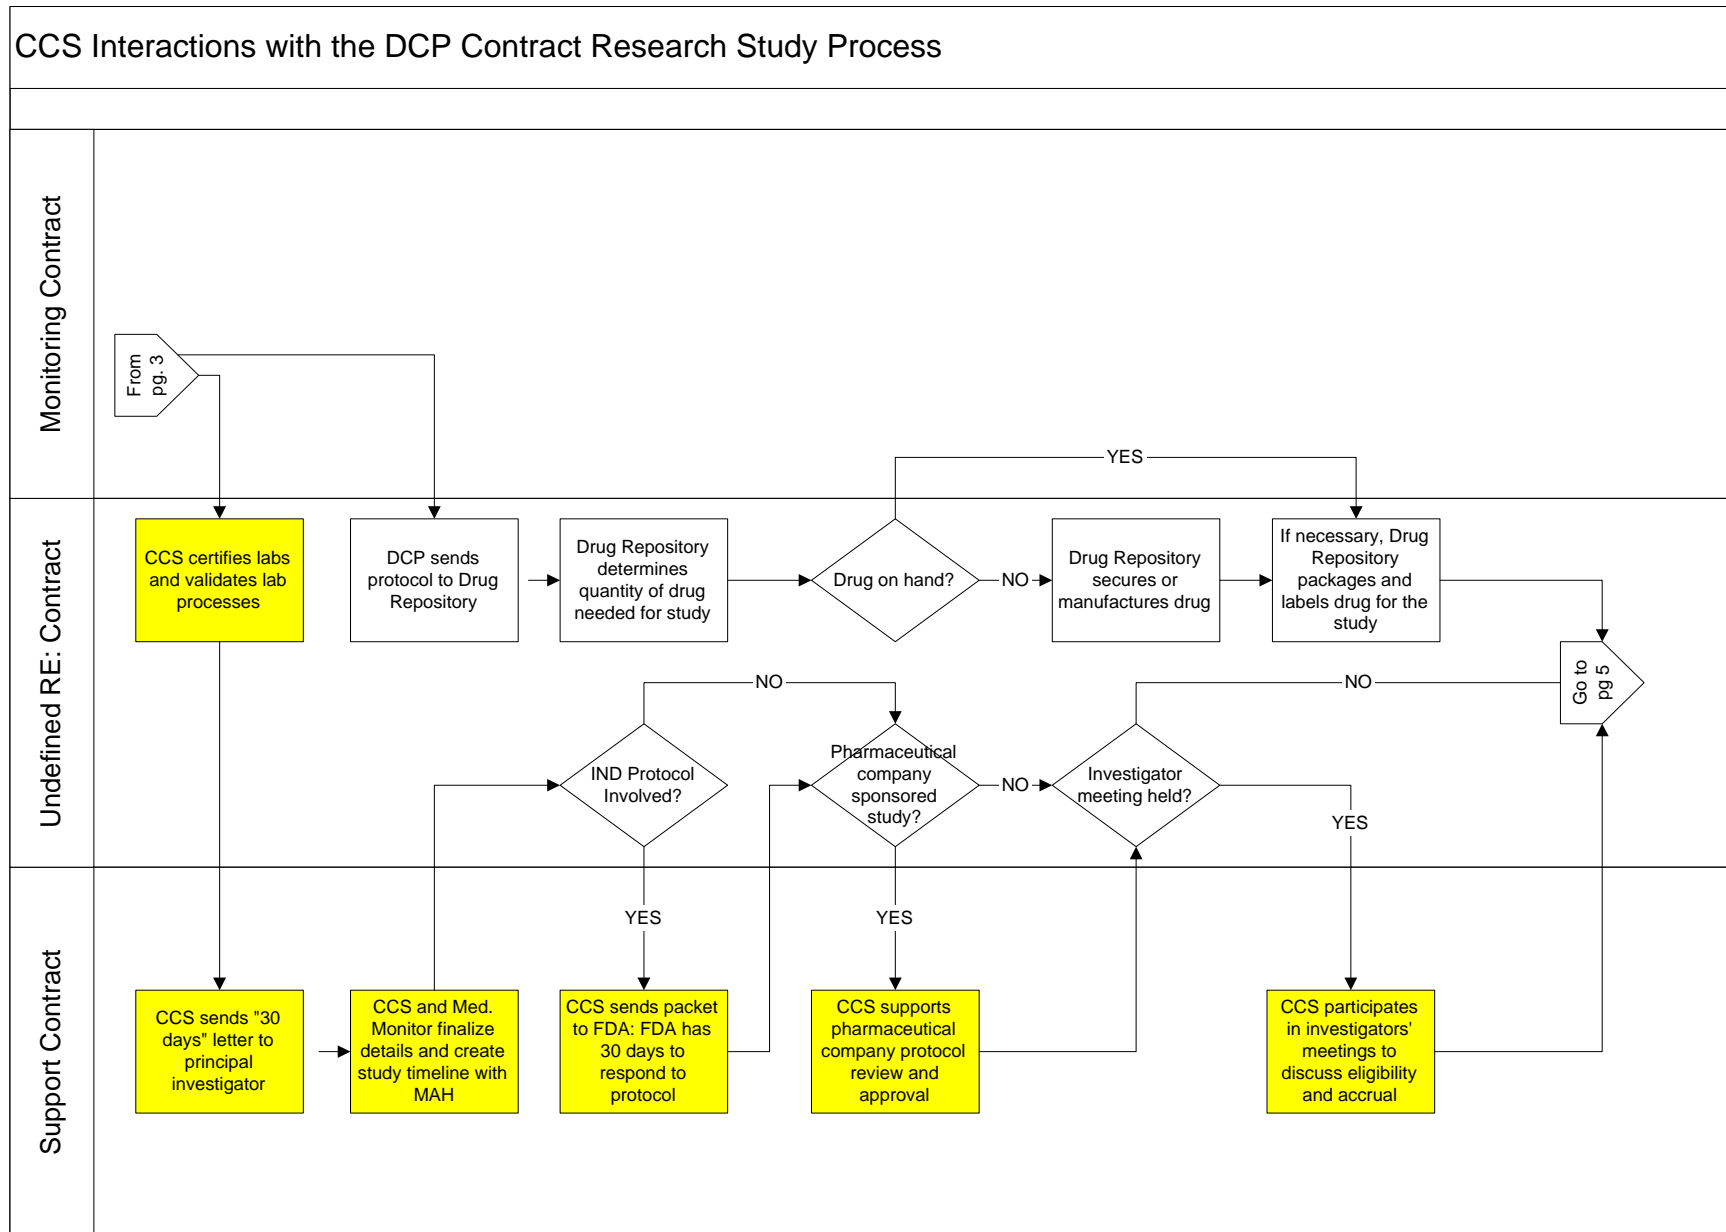 CCS Interactions with the DCP Contract Research Study Process
Monitoring Contract
From
pg. 3
YES
Undefined RE: Contract
CCS certifies labs
and validates lab
processes
DCP sends
protocol to Drug
Repository
Drug Repository
determines
quantity of drug
needed for study
Drug on hand?
NO
Drug Repository
secures or
manufactures drug
If necessary, Drug
Repository
packages and
labels drug for the
study
NO
NO
Go to
pg 5
IND Protocol
Involved?
Pharmaceutical
company
sponsored
study?
NO
Investigator
meeting held?
YES
Support Contract
YES
YES
CCS sends "30
days" letter to
principal
investigator
CCS and Med.
Monitor finalize
details and create
study timeline with
MAH
CCS sends packet
to FDA: FDA has
30 days to
respond to
protocol
CCS supports
pharmaceutical
company protocol
review and
approval
CCS participates
in investigators'
meetings to
discuss eligibility
and accrual